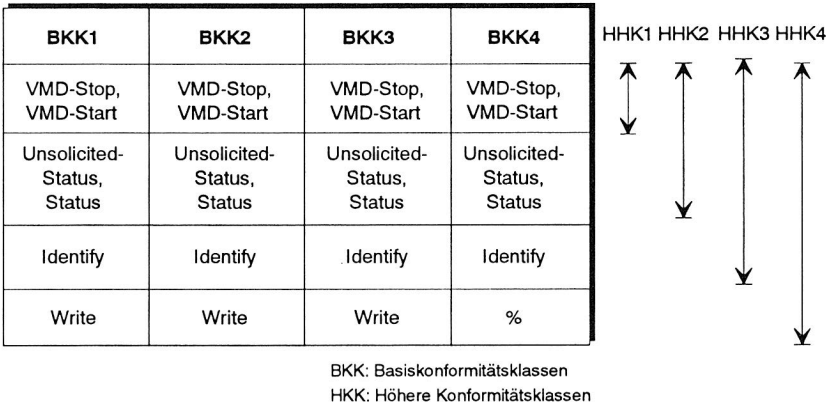 BKK1 BKK2 BKK3 BKK4 HHK1 HHK2 HHK3 HHK4
VMD-Stop, VMD-Stop, VMD-Stop, VMD-Stop,
VMD-Start VMD-Start VMD-Start VMD-Start
Unsolicited- Unsolicited- Unsolicited- Unsolicited-
Status, Status, Status, Status,
Status Status Status Status
Identify Identify Identify Identify
Write Write Write %
BKK: Basiskonformitätsklassen
HKK: Höhere Konformitätsklassen